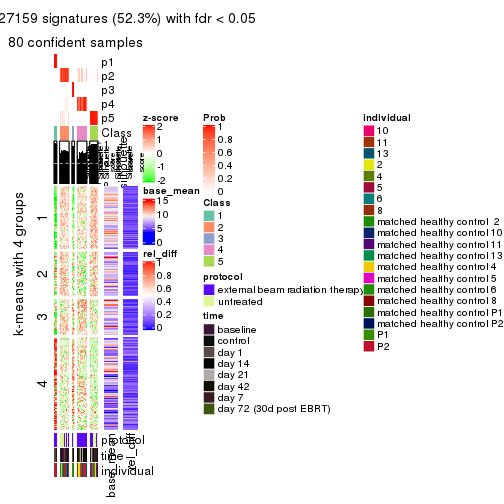 27159 signatures (52.3%) with fdr < 0.05
80 confident samples
p1
p2
p3
p4
p5
Class
silhouette score
k-means with 4 groups
1
2
3
4
protocol
time
individual
base_mean
rel_diff
z-score
2
1
0
-1
-2
base_mean
15
10
5
0
rel_diff
1
0.8
0.6
0.4
0.2
0
Prob
1
0.8
0.6
0.4
0.2
0
Class
1
2
3
4
5
protocol
external beam radiation therapy
untreated
time
baseline
control
day 1
day 14
day 21
day 42
day 7
day 72 (30d post EBRT)
individual
10
11
13
2
4
5
6
8
matched healthy control 2
matched healthy control 10
matched healthy control 11
matched healthy control 13
matched healthy control 4
matched healthy control 5
matched healthy control 6
matched healthy control 8
matched healthy control P1
matched healthy control P2
P1
P2